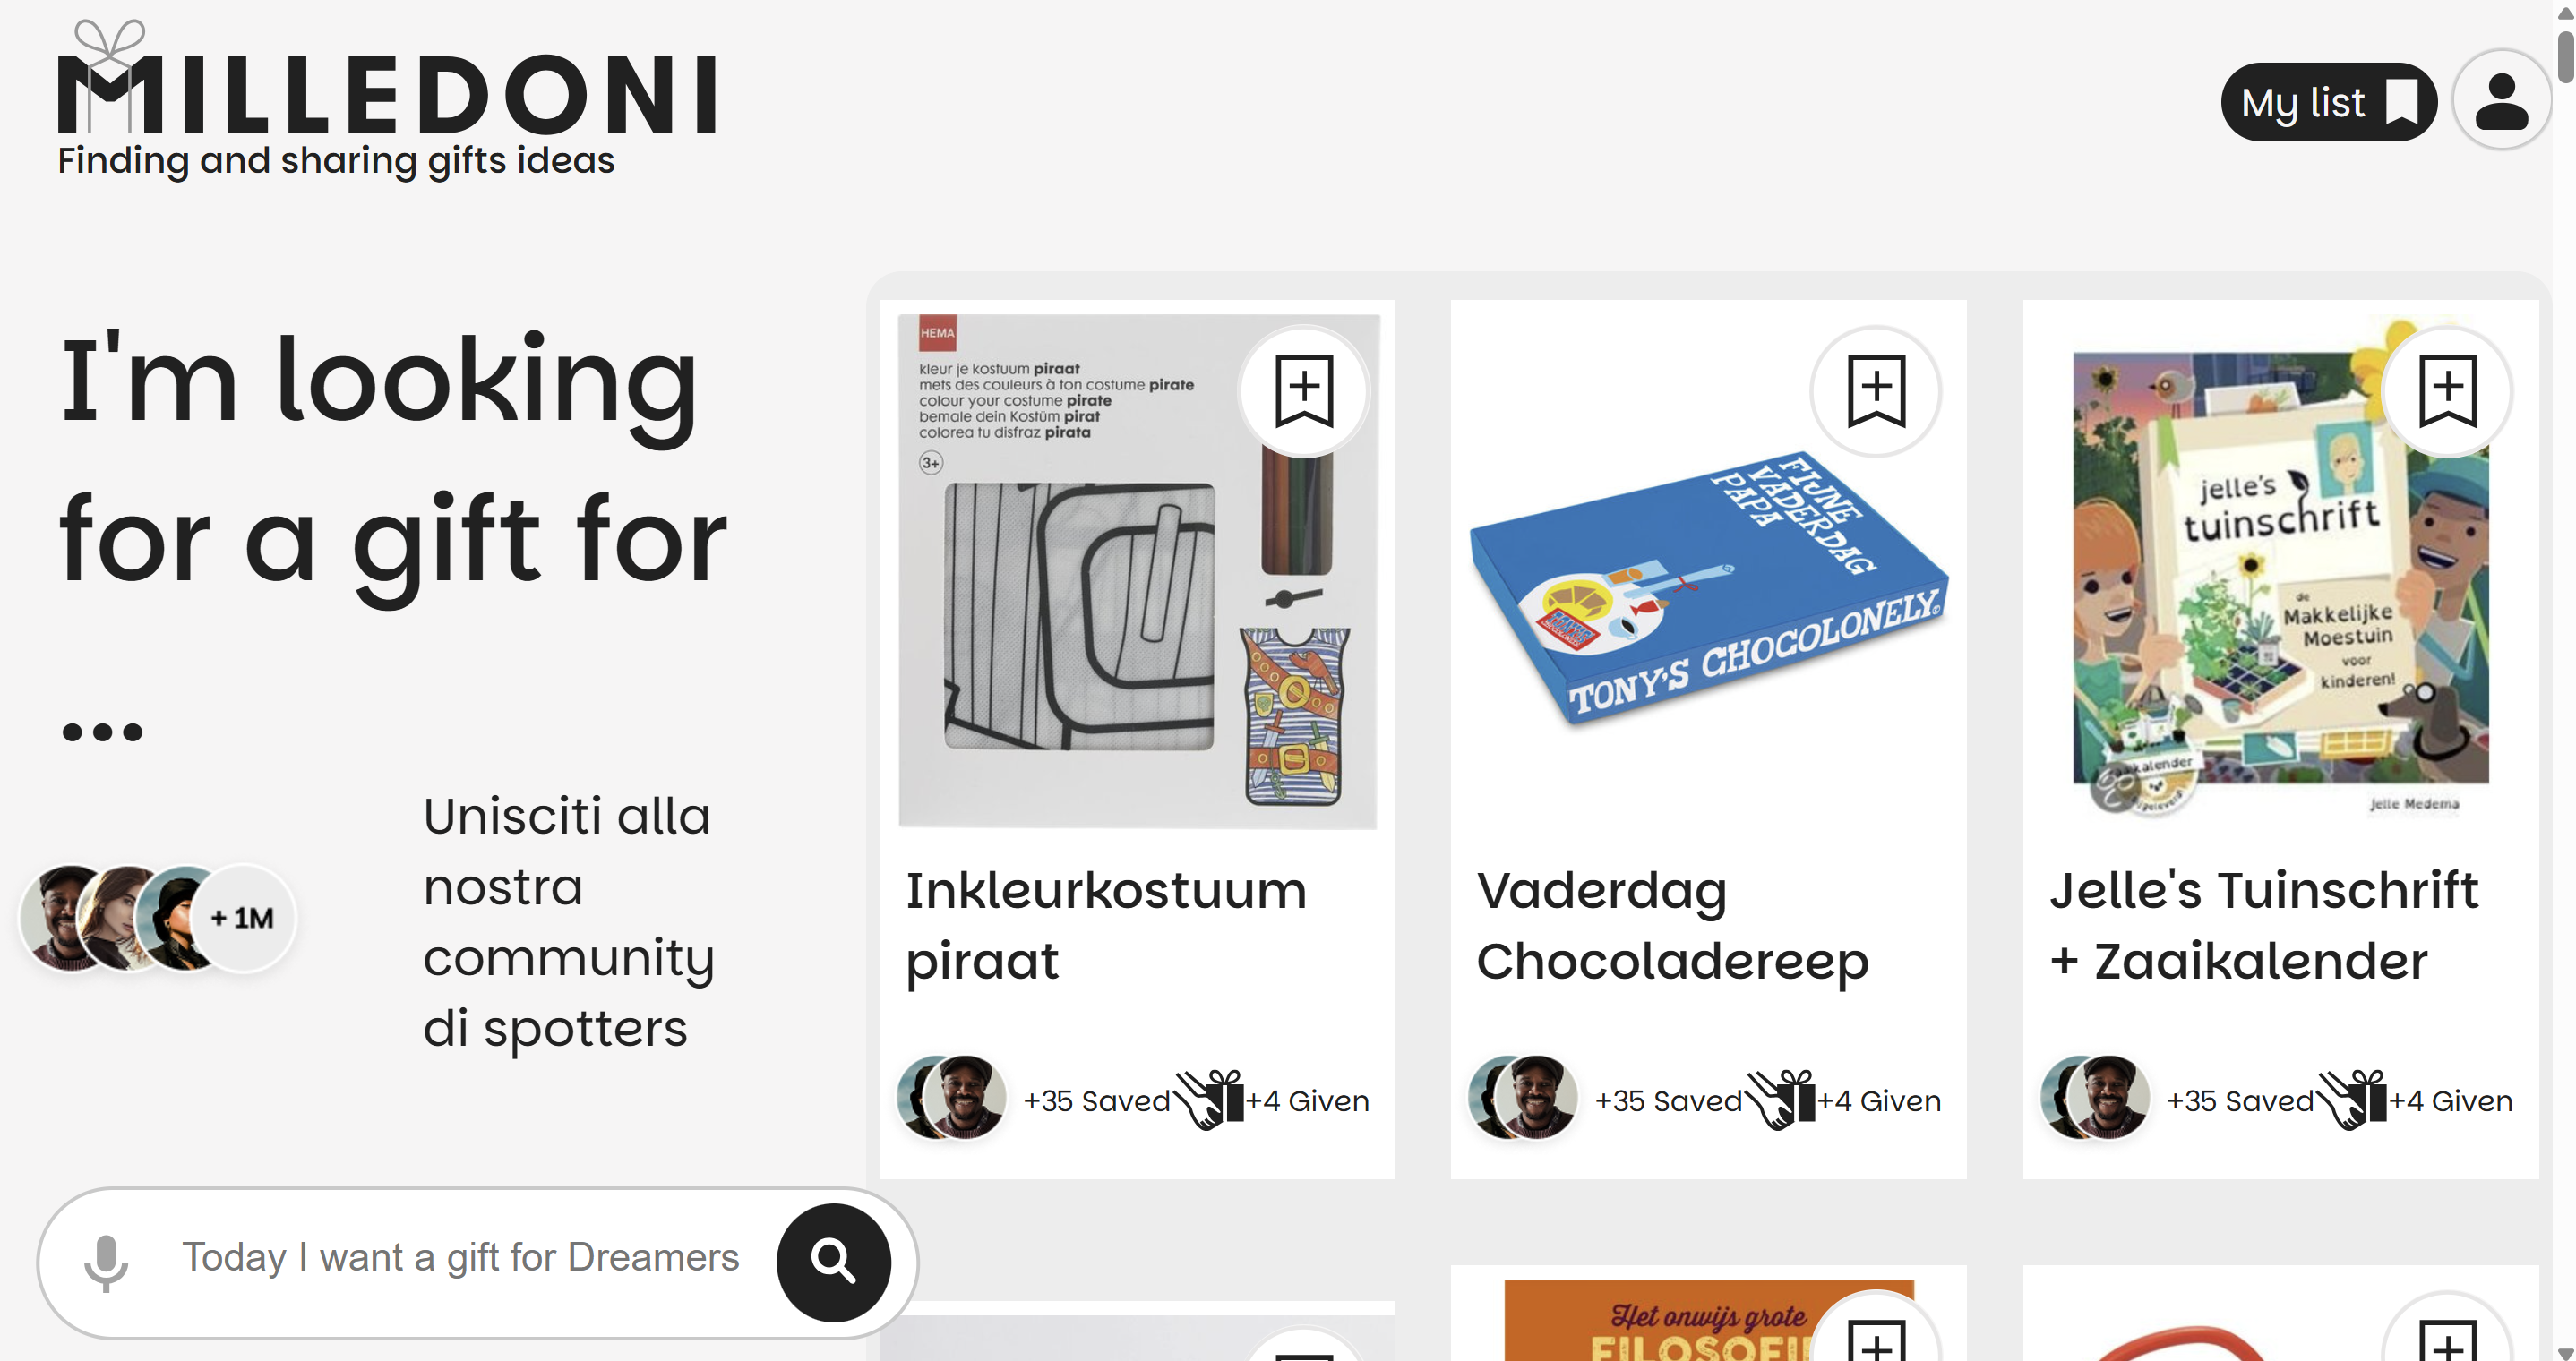 MILLEDONI
Finding and sharing gifts ideas
My list
I'm looking
for a gift for
...
Unisciti alla
nostra
community
di spotters
+ 1M
Today I want a gift for Dreamers
HEMA
kleur je kostuum piraat
mets des couleurs à ton costume pirate
colour your costume pirate
bemale dein Kostüm pirat
colorea tu disfraz pirata
3+
Inkleurkostuum
piraat
+35 Saved
+4 Given
FIJNE
VADERDAG
PAPA
TONY'S CHOCOLONELY
Vaderdag
Chocoladereep
+35 Saved
+4 Given
jelle's
tuinschrift
de
Makkelijke
Moestuin
voor
kinderen!
Jelle Medema
Jelle's Tuinschrift
+ Zaaikalender
+35 Saved
+4 Given
Het onwijs grote